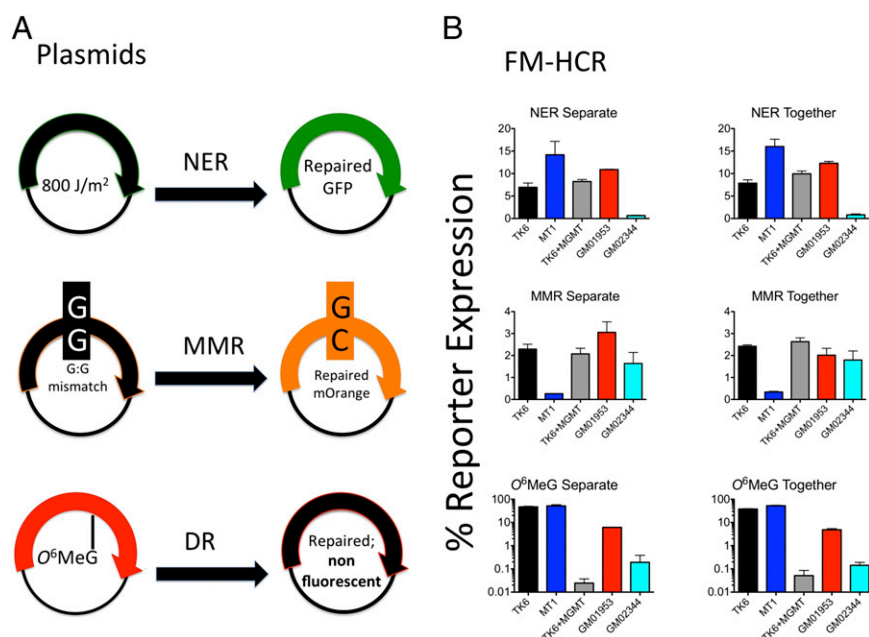 A
Plasmids
800 J/m²
NER
Repaired
GFP
G
G
G:G
mismatch
MMR
G
C
Repaired
mOrange
O⁶MeG
DR
Repaired;
non
fluorescent
B
FM-HCR
% Reporter Expression
NER Separate
20
15
10
5
0
TK6
MT1
TK6+MGMT
GM01953
GM02344
NER Together
20
15
10
5
0
TK6
MT1
TK6+MGMT
GM01953
GM02344
MMR Separate
4
3
2
1
0
TK6
MT1
TK6+MGMT
GM01953
GM02344
MMR Together
4
3
2
1
0
TK6
MT1
TK6+MGMT
GM01953
GM02344
O⁶MeG Separate
100
10
1
0.1
0.01
TK6
MT1
TK6+MGMT
GM01953
GM02344
O⁶MeG Together
100
10
1
0.1
0.01
TK6
MT1
TK6+MGMT
GM01953
GM02344